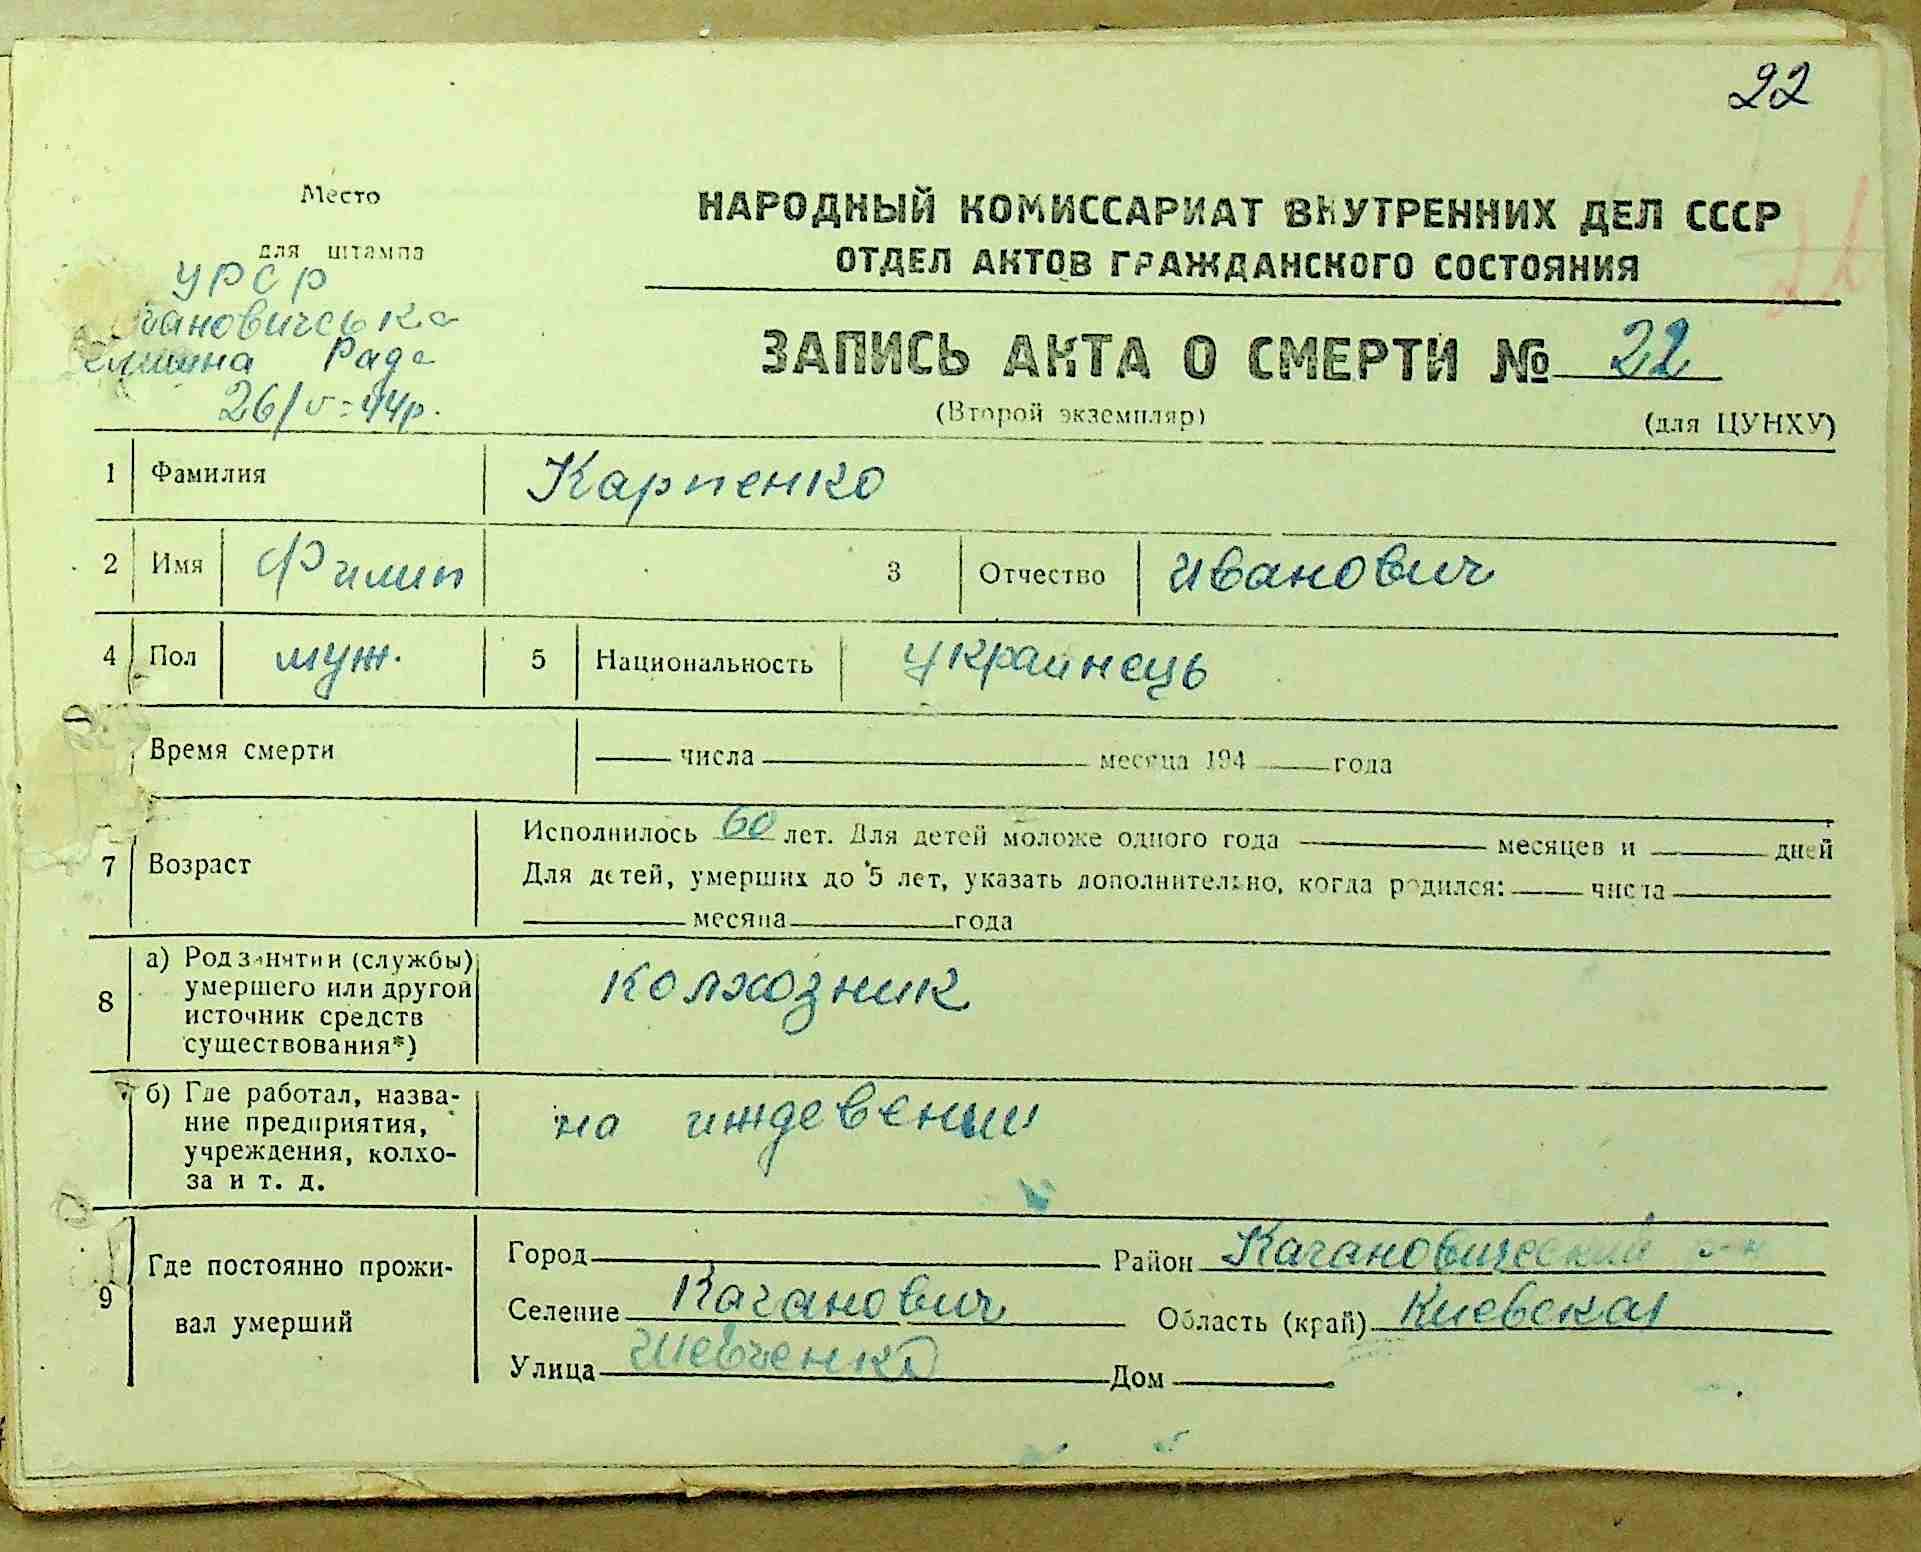 22
Место
для штампа
УРСР
Рада
26/V-44р.
НАРОДНЫЙ КОМИССАРИАТ ВНУТРЕННИХ ДЕЛ СССР
ОТДЕЛ АКТОВ ГРАЖДАНСКОГО СОСТОЯНИЯ
22
ЗАПИСЬ АКТА О СМЕРТИ № 22
(Второй экземпляр)
(для ЦУНХУ)
1 Фамилия Карпенко
2 Имя Филип 3 Отчество Иванович
4 Пол муж. 5 Национальность украинець
Время смерти числа месяца 194 года
7 Возраст Исполнилось 60 лет. Для детей моложе одного года месяцев и дней
Для детей, умерших до 5 лет, указать дополнительно, когда родился: числа
месяца года
8 а) Род занятий (службы)
умершего или другой
источник средств
существования*)
колхозник
б) Где работал, назва-
ние предприятия,
учреждения, колхо-
за и т. д.
на иждевении
9 Где постоянно прожи-
вал умерший
Город Район Кагановический р-н
Селение Каганович Область (край) Киевская
Улица Шевченко Дом